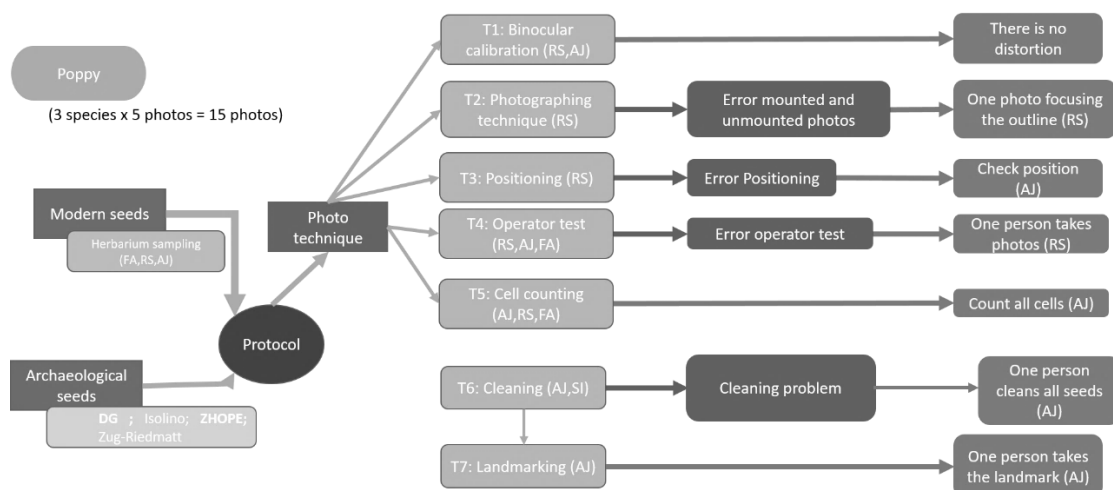 Poppy
(3 species x 5 photos = 15 photos)
Modern seeds
Herbarium sampling
(FA,RS,AJ)
Archaeological
seeds
DG ; Isolino; ZHOPE;
Zug-Riedmatt
Protocol
Photo
technique
T1: Binocular
calibration (RS,AJ)
There is no
distortion
T2: Photographing
technique (RS)
Error mounted and
unmounted photos
One photo focusing
the outline (RS)
T3: Positioning (RS)
Error Positioning
Check position
(AJ)
T4: Operator test
(RS,AJ,FA)
Error operator test
One person takes
photos (RS)
T5: Cell counting
(AJ,RS,FA)
Count all cells (AJ)
T6: Cleaning (AJ,SI)
Cleaning problem
One person
cleans all seeds
(AJ)
T7: Landmarking (AJ)
One person takes
the landmark (AJ)